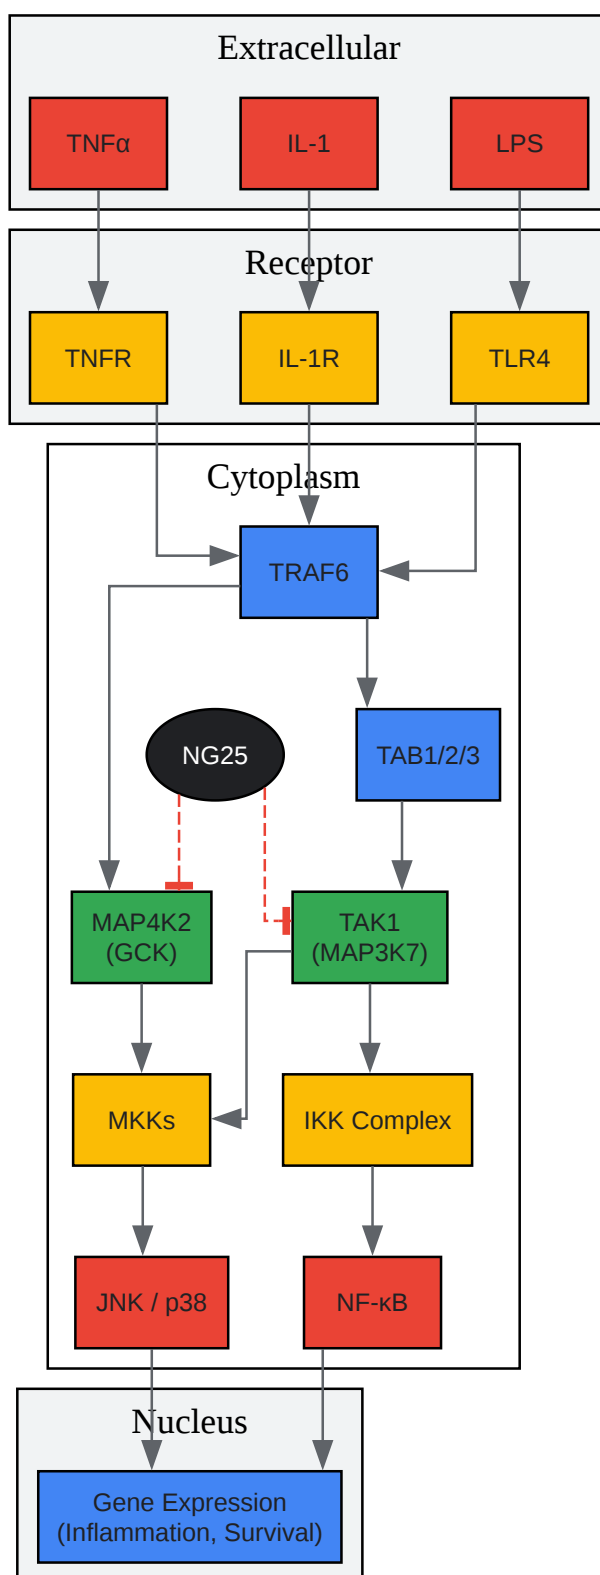 Extracellular
TNFα
IL-1
LPS
Receptor
TNFR
IL-1R
TLR4
Cytoplasm
TRAF6
NG25
TAB1/2/3
MAP4K2
(GCK)
TAK1
(MAP3K7)
MKKs
IKK Complex
JNK / p38
NF-κB
Nucleus
Gene Expression
(Inflammation, Survival)